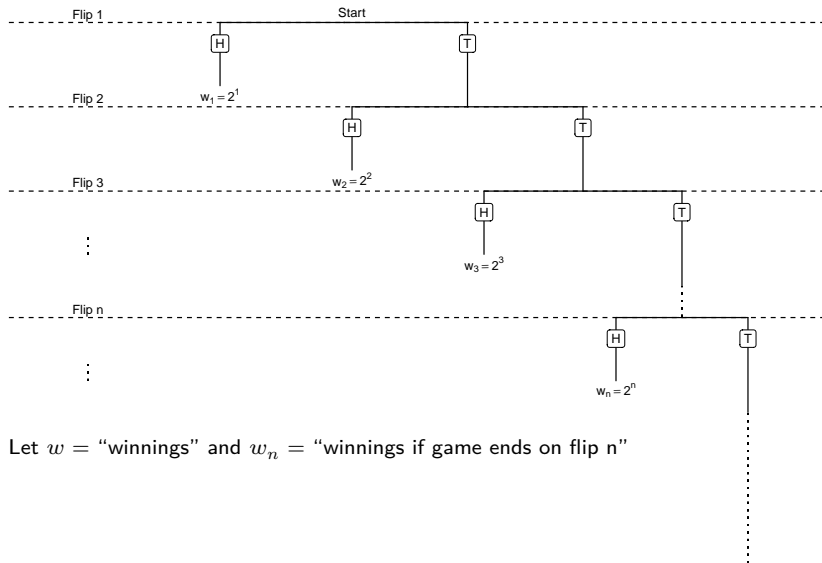 Flip 1 Start
H T
w₁ = 2¹
Flip 2
H T
w₂ = 2²
Flip 3
H T
w₃ = 2³
Flip n
H T
wₙ = 2ⁿ
Let w = “winnings” and wₙ = “winnings if game ends on flip n”